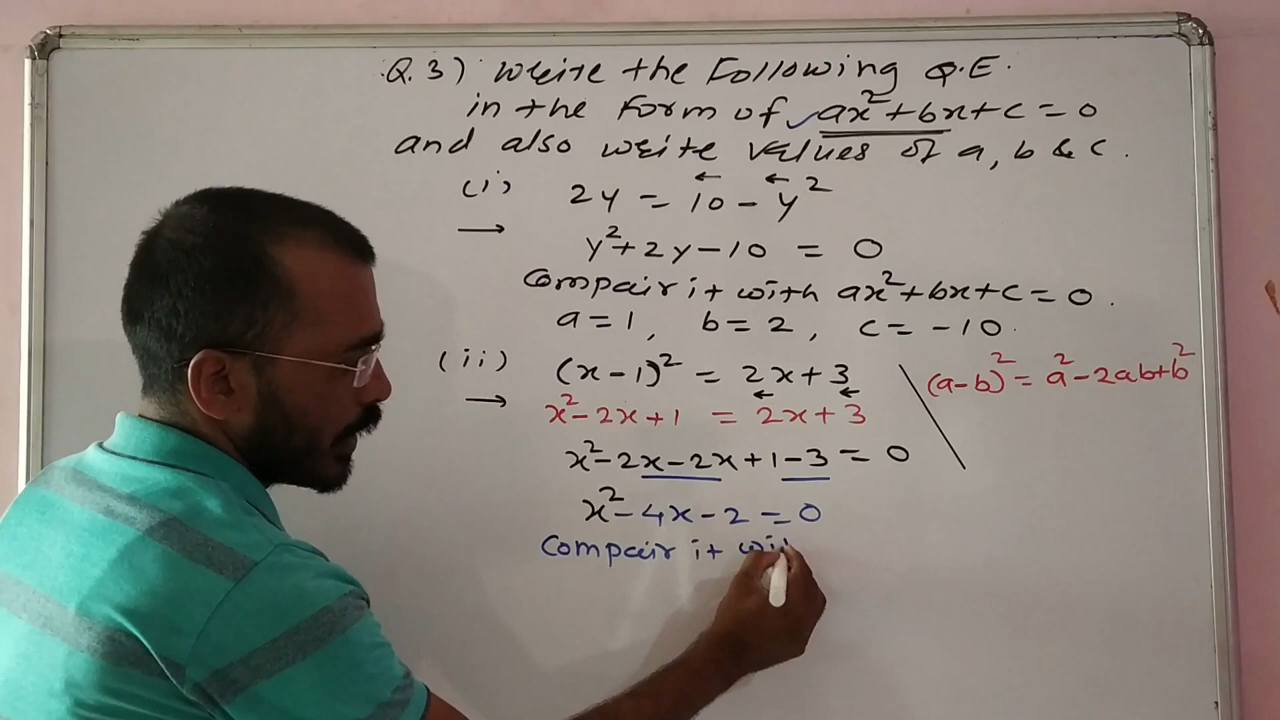 Q.3) Write the Following Q.E.
in the form of ax²+bx+c=0
and also write values of a, b & c.
(i) 2y = 10 - y²
→ y²+2y-10 = 0
Compair it with ax²+bx+c=0.
a=1, b=2, c=-10.
(ii) (x-1)² = 2x+3 (a-b)² = a²-2ab+b²
→ x²-2x+1 = 2x+3
x²-2x-2x+1-3=0
x²-4x-2=0
Compair it wi